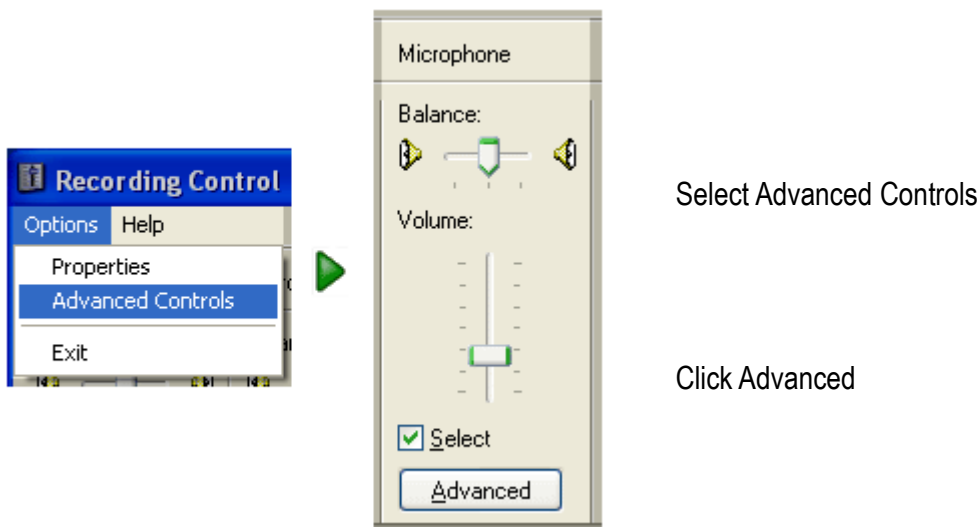 Recording Control
Options Help
Properties
Advanced Controls
Exit
Microphone
Balance:
Volume:
Select
Advanced
Select Advanced Controls
Click Advanced